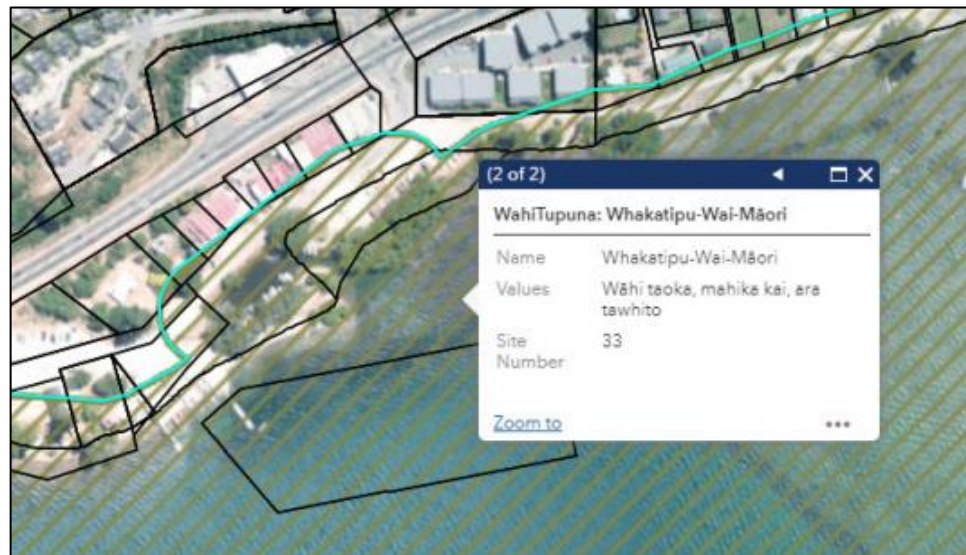 (2 of 2)
WahiTupuna: Whakatipu-Wai-Māori
Name Whakatipu-Wai-Māori
Values Wāhi taoka, mahika kai, ara
tawhito
Site 33
Number
Zoom to